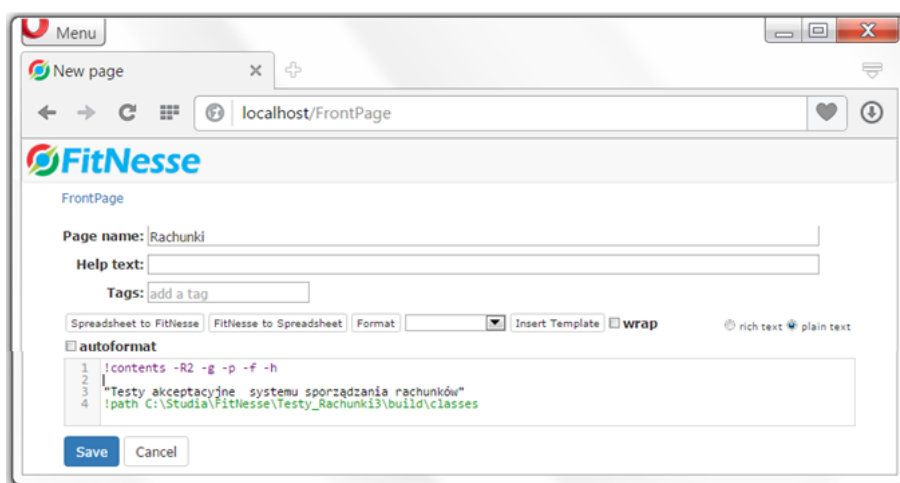 Menu
New page
localhost/FrontPage
FitNesse
FrontPage
Page name: Rachunki
Help text:
Tags: add a tag
Spreadsheet to FitNesse FitNesse to Spreadsheet Format Insert Template wrap rich text plain text
autoformat
1 !contents -R2 -g -p -f -h
2
3 "Testy akceptacyjne systemu sporządzania rachunków"
4 !path C:\Studia\FitNesse\Testy_Rachunki3\build\classes
Save Cancel